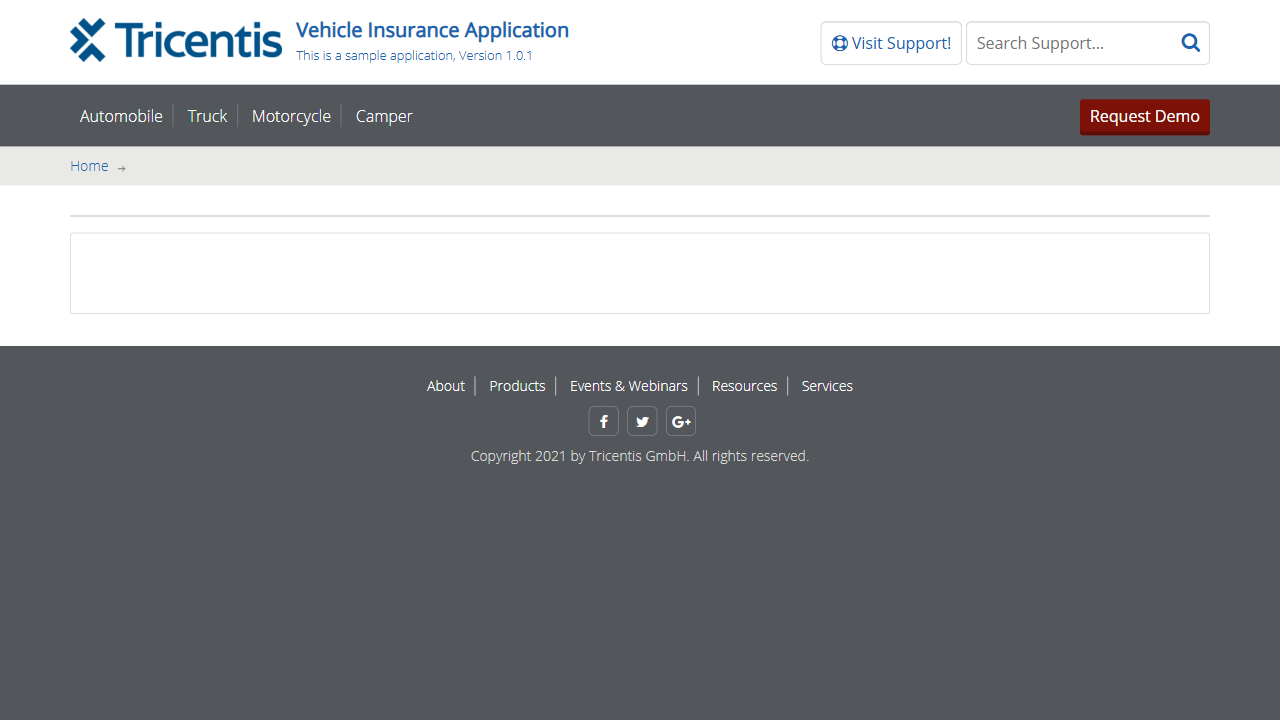 Tricentis
Vehicle Insurance Application
This is a sample application, Version 1.0.1
Visit Support!
Search Support...
Automobile
Truck
Motorcycle
Camper
Request Demo
Home
About
Products
Events & Webinars
Resources
Services
Copyright 2021 by Tricentis GmbH. All rights reserved.